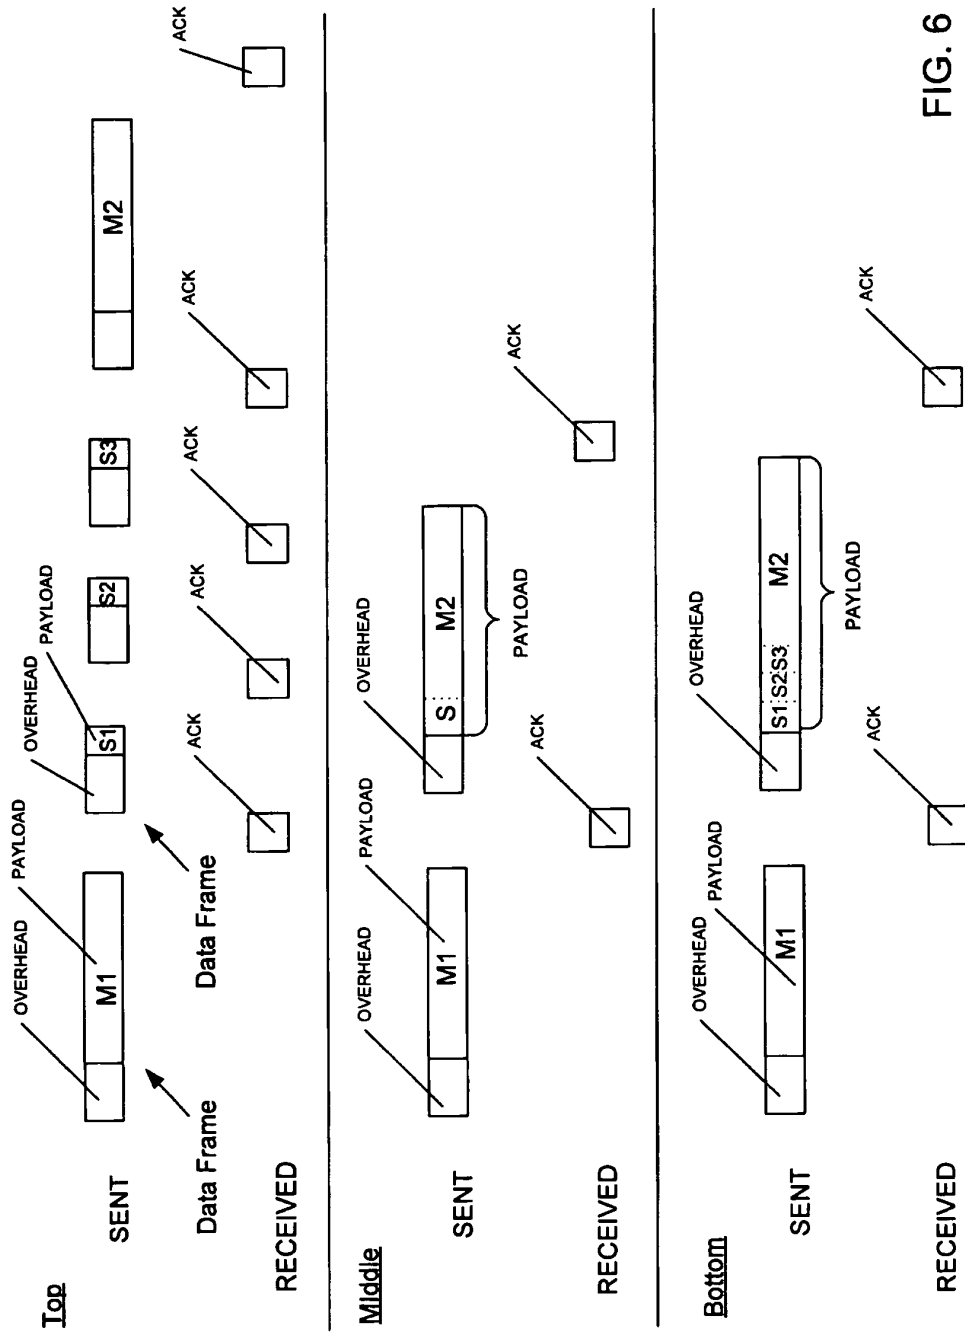 Top
OVERHEAD
PAYLOAD
OVERHEAD
PAYLOAD
ACK
SENT
M1
S1
S2
S3
M2
Data Frame
Data Frame
ACK
ACK
ACK
ACK
RECEIVED
Middle
OVERHEAD
PAYLOAD
OVERHEAD
SENT
M1
S
M2
PAYLOAD
ACK
ACK
RECEIVED
Bottom
OVERHEAD
PAYLOAD
OVERHEAD
SENT
M1
S1 S2 S3 M2
PAYLOAD
ACK
ACK
RECEIVED
FIG. 6